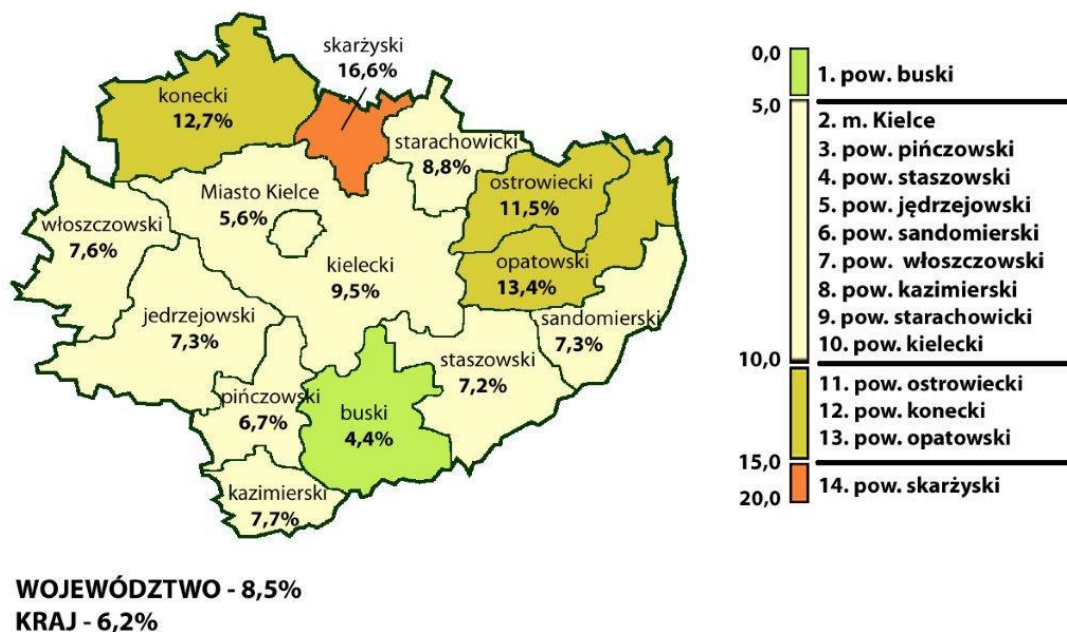 skarżyski
16,6%
konecki
12,7%
starachowicki
8,8%
Miasto Kielce
5,6%
ostrowiecki
11,5%
włoszczowski
7,6%
kielecki
9,5%
opatowski
13,4%
jedrzejowski
7,3%
sandomierski
7,3%
staszowski
7,2%
pińczowski
6,7%
buski
4,4%
kazimierski
7,7%
WOJEWÓDZTWO - 8,5%
KRAJ - 6,2%
0,0
1. pow. buski
5,0
2. m. Kielce
3. pow. pińczowski
4. pow. staszowski
5. pow. jędrzejowski
6. pow. sandomierski
7. pow. włoszczowski
8. pow. kazimierski
9. pow. starachowicki
10. pow. kielecki
10,0
11. pow. ostrowiecki
12. pow. konecki
13. pow. opatowski
15,0
14. pow. skarżyski
20,0